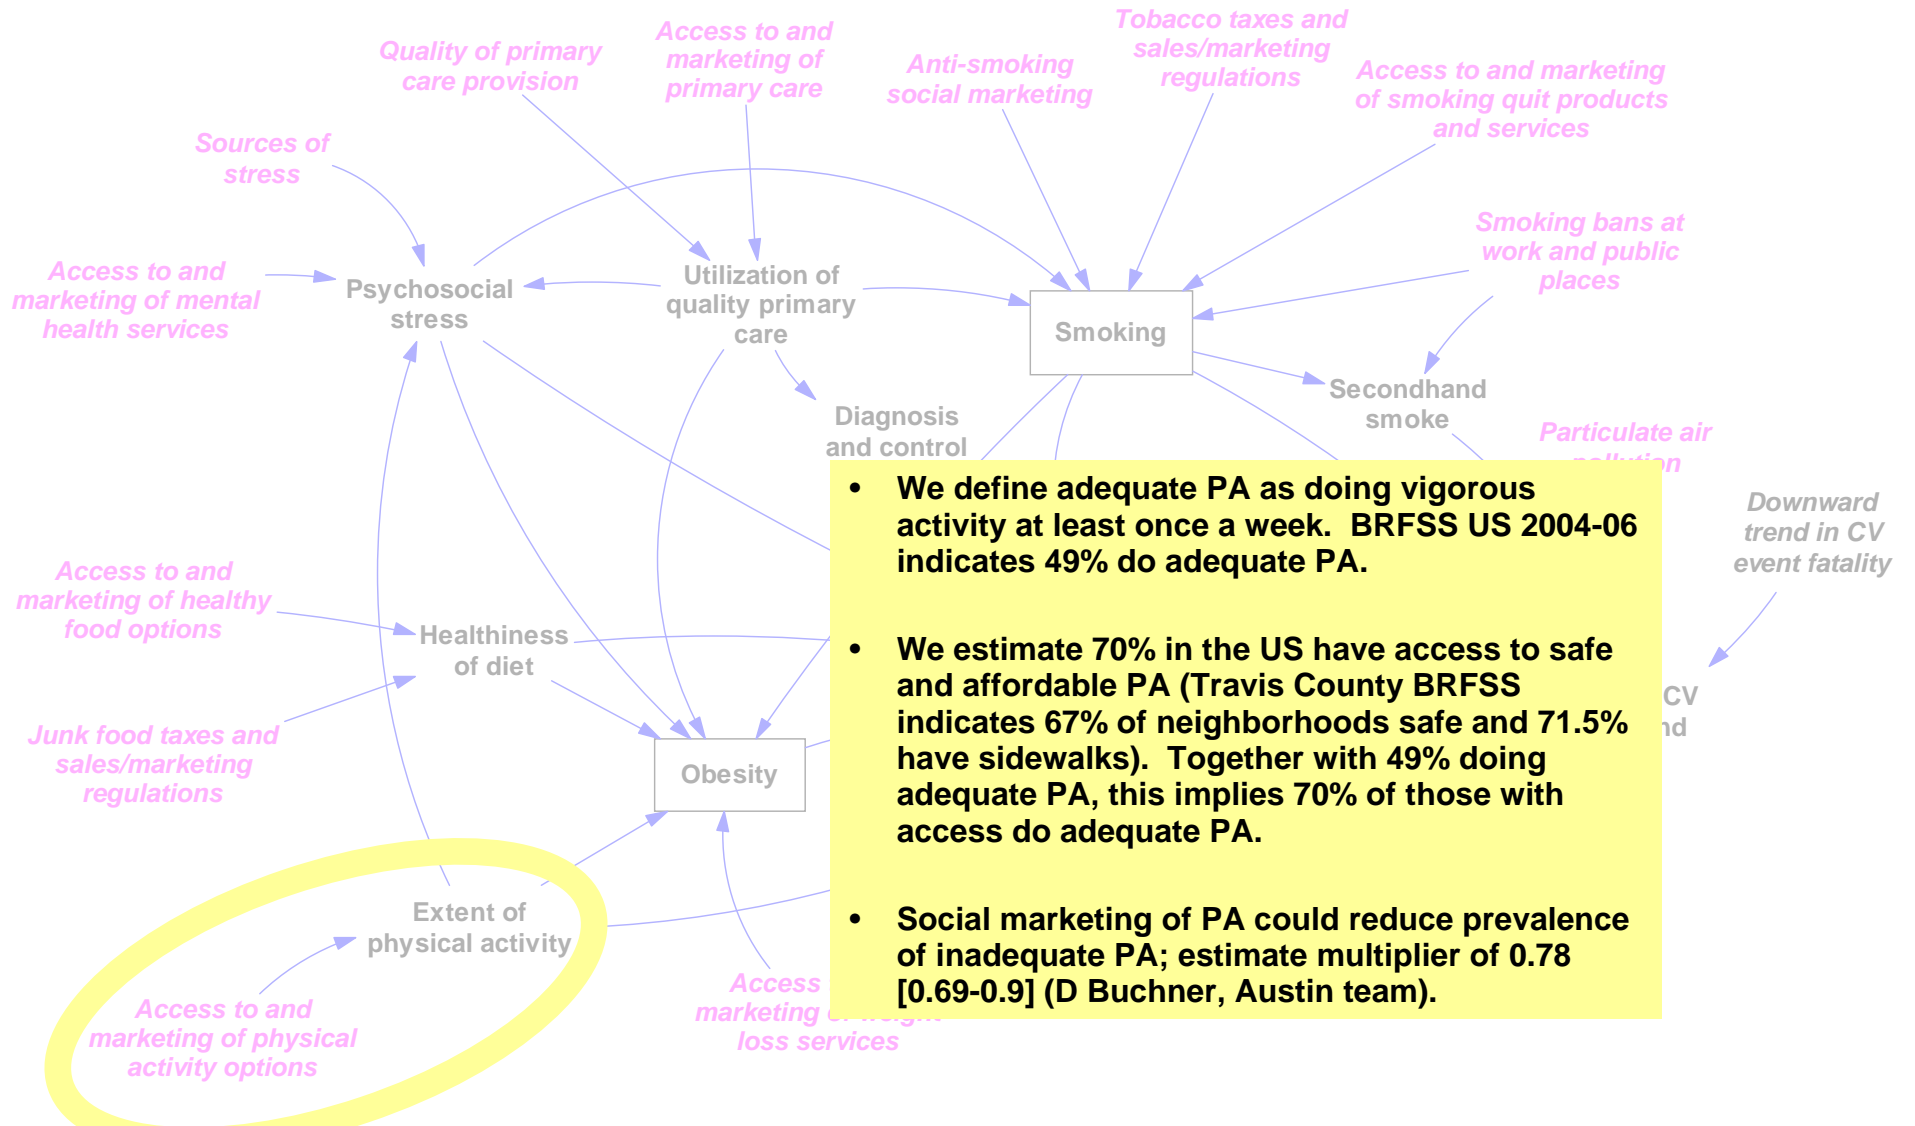 Quality of primary
care provision
Access to and
marketing of
primary care
Anti-smoking
social marketing
Tobacco taxes and
sales/marketing
regulations
Access to and marketing
of smoking quit products
and services
Sources of
stress
Smoking bans at
work and public
places
Access to and
marketing of mental
health services
Psychosocial
stress
Utilization of
quality primary
care
Smoking
Secondhand
smoke
Diagnosis
and control
Particulate air
pollution
Downward
trend in CV
event fatality
• We define adequate PA as doing vigorous
activity at least once a week.  BRFSS US 2004-06
indicates 49% do adequate PA.
• We estimate 70% in the US have access to safe
and affordable PA (Travis County BRFSS
indicates 67% of neighborhoods safe and 71.5%
have sidewalks).  Together with 49% doing
adequate PA, this implies 70% of those with
access do adequate PA.
• Social marketing of PA could reduce prevalence
of inadequate PA; estimate multiplier of 0.78
[0.69-0.9] (D Buchner, Austin team).
CV
Access to and
marketing of healthy
food options
Healthiness
of diet
Junk food taxes and
sales/marketing
regulations
Obesity
Extent of
physical activity
Access to and
marketing of physical
activity options
Access
marketing
loss services